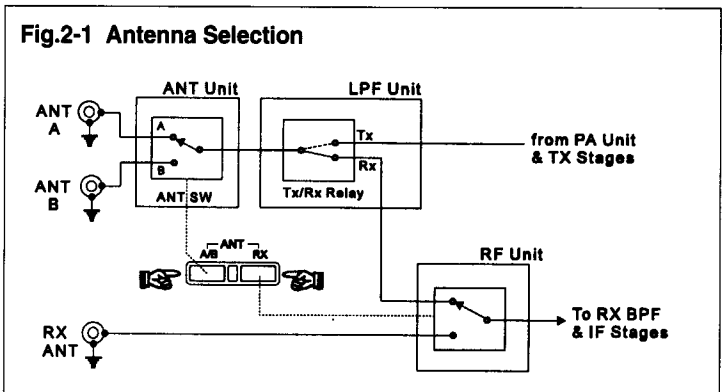 Fig.2-1 Antenna Selection
ANT Unit
LPF Unit
ANT
A
A
Tx
from PA Unit
& TX Stages
B
Rx
ANT
B
ANT SW
Tx/Rx Relay
ANT
A/B
RX
RF Unit
To RX BPF
& IF Stages
RX
ANT